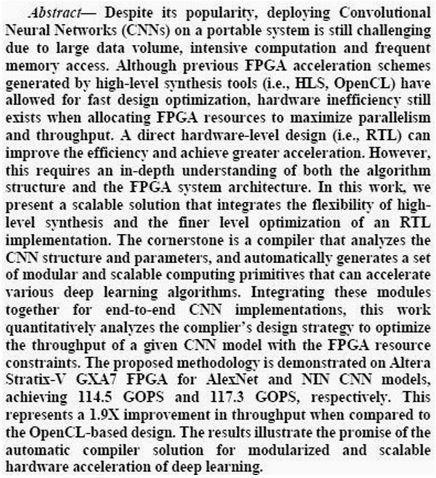 Abstract— Despite its popularity, deploying Convolutional
Neural Networks (CNNs) on a portable system is still challenging
due to large data volume, intensive computation and frequent
memory access. Although previous FPGA acceleration schemes
generated by high-level synthesis tools (i.e., HLS, OpenCL) have
allowed for fast design optimization, hardware inefficiency still
exists when allocating FPGA resources to maximize parallelism
and throughput. A direct hardware-level design (i.e., RTL) can
improve the efficiency and achieve greater acceleration. However,
this requires an in-depth understanding of both the algorithm
structure and the FPGA system architecture. In this work, we
present a scalable solution that integrates the flexibility of high-
level synthesis and the finer level optimization of an RTL
implementation. The cornerstone is a compiler that analyzes the
CNN structure and parameters, and automatically generates a set
of modular and scalable computing primitives that can accelerate
various deep learning algorithms. Integrating these modules
together for end-to-end CNN implementations, this work
quantitatively analyzes the complier’s design strategy to optimize
the throughput of a given CNN model with the FPGA resource
constraints. The proposed methodology is demonstrated on Altera
Stratix-V GXA7 FPGA for AlexNet and NIN CNN models,
achieving 114.5 GOPS and 117.3 GOPS, respectively. This
represents a 1.9X improvement in throughput when compared to
the OpenCL-based design. The results illustrate the promise of the
automatic compiler solution for modularized and scalable
hardware acceleration of deep learning.